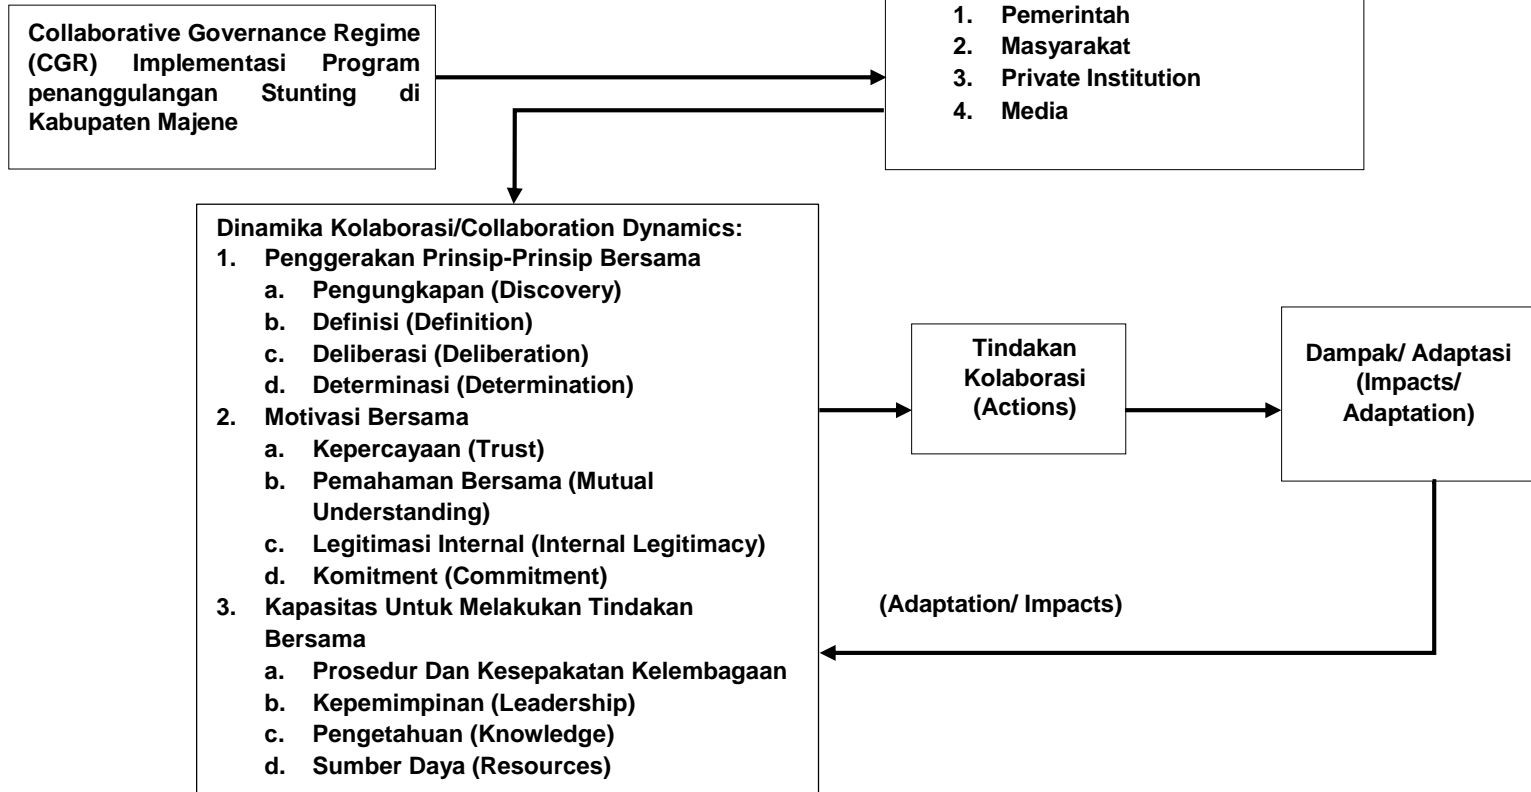 Collaborative Governance Regime
(CGR) Implementasi Program
penanggulangan Stunting di
Kabupaten Majene
1. Pemerintah
2. Masyarakat
3. Private Institution
4. Media
Dinamika Kolaborasi/Collaboration Dynamics:
1. Penggerakan Prinsip-Prinsip Bersama
a. Pengungkapan (Discovery)
b. Definisi (Definition)
c. Deliberasi (Deliberation)
d. Determinasi (Determination)
2. Motivasi Bersama
a. Kepercayaan (Trust)
b. Pemahaman Bersama (Mutual
Understanding)
c. Legitimasi Internal (Internal Legitimacy)
d. Komitment (Commitment)
3. Kapasitas Untuk Melakukan Tindakan
Bersama
a. Prosedur Dan Kesepakatan Kelembagaan
b. Kepemimpinan (Leadership)
c. Pengetahuan (Knowledge)
d. Sumber Daya (Resources)
Tindakan
Kolaborasi
(Actions)
Dampak/ Adaptasi
(Impacts/
Adaptation)
(Adaptation/ Impacts)